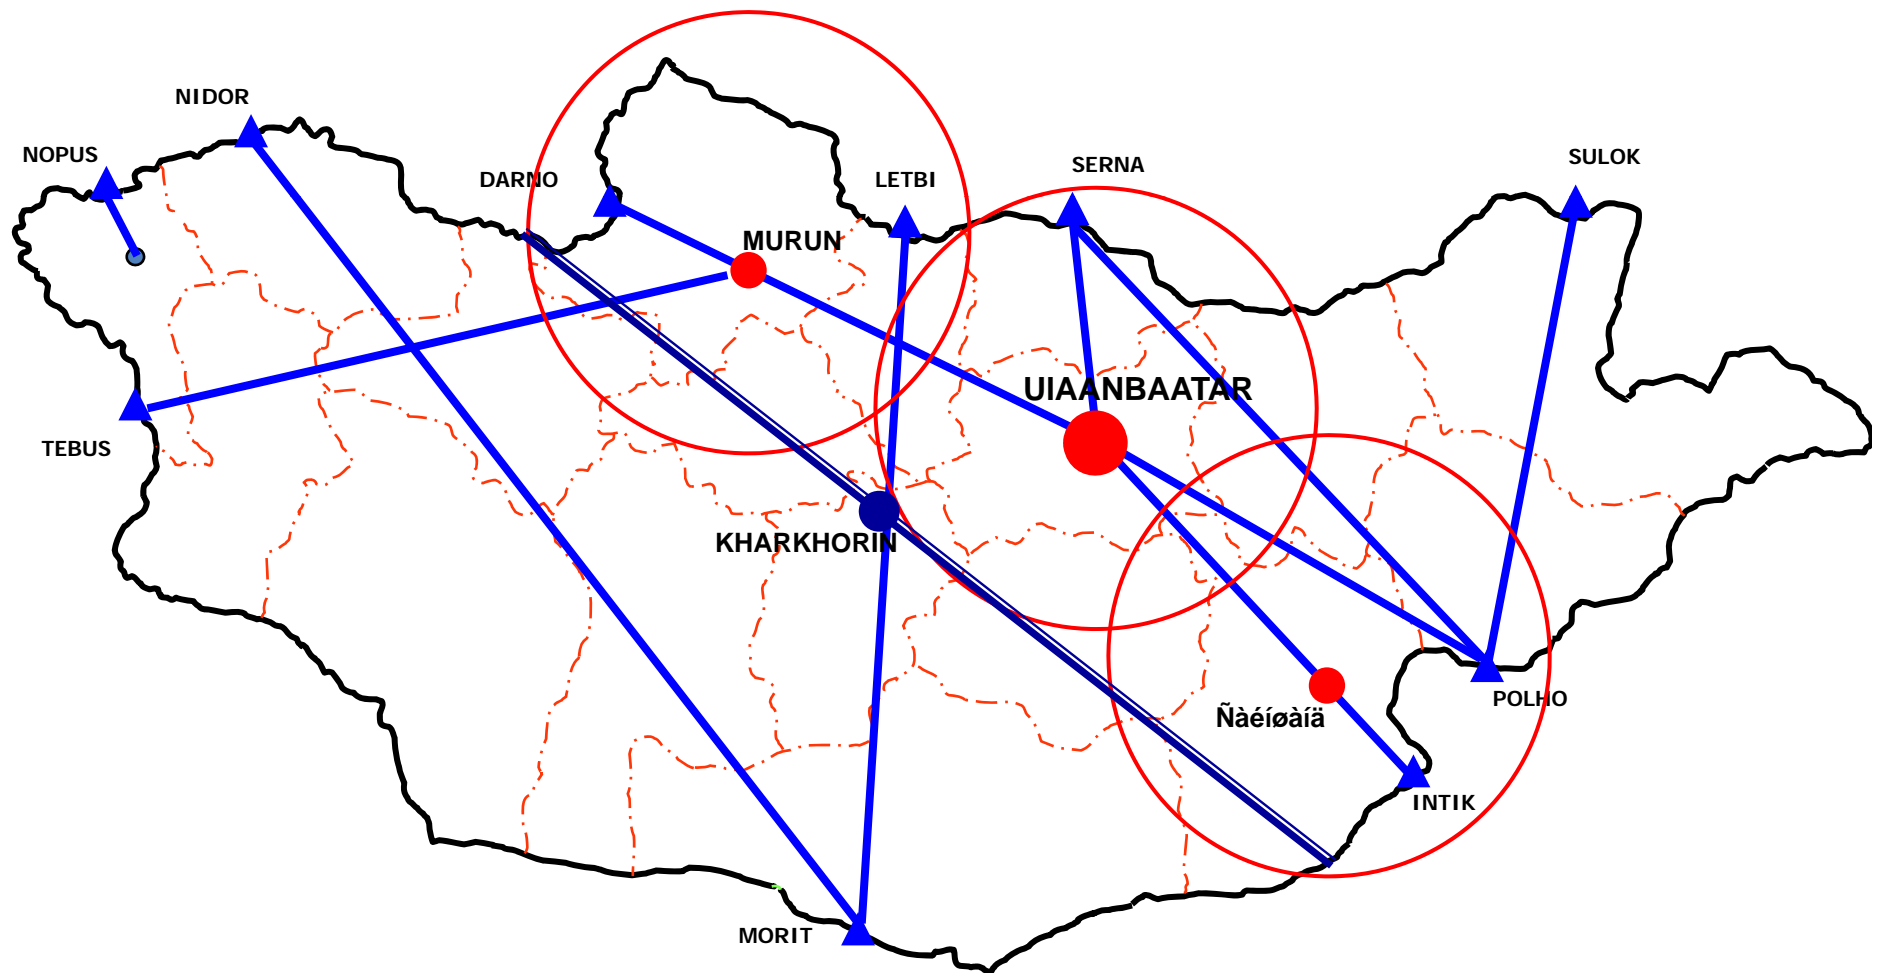 NIDOR
NOPUS
DARNO
LETBI
SERNA
SULOK
MURUN
UIAANBAATAR
TEBUS
KHARKHORIN
POLHO
Ñàéíøàíä
INTIK
MORIT